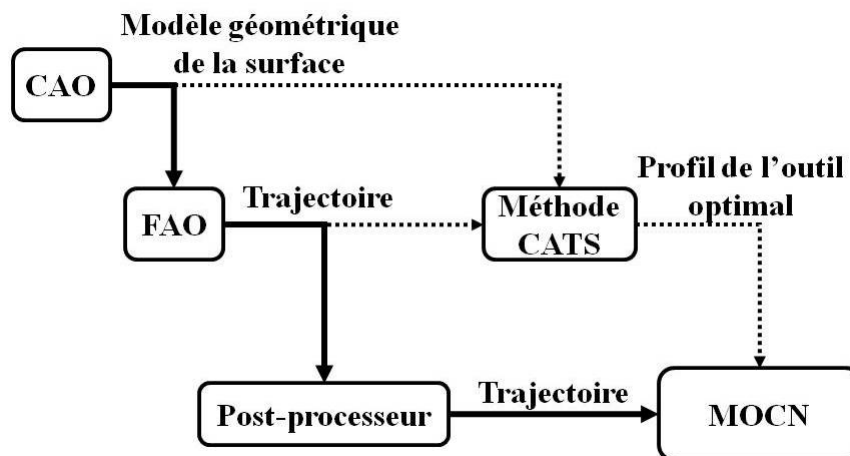 Modèle géométrique
de la surface
CAO
Profil de l'outil
optimal
Trajectoire
FAO
Méthode
CATS
Trajectoire
Post-processeur
MOCN